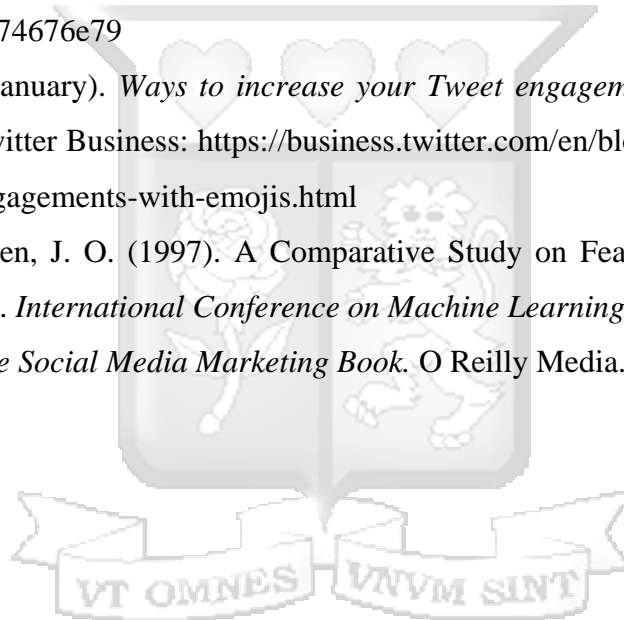 74676e79
anuary). Ways to increase your Tweet engagem
witter Business: https://business.twitter.com/en/blo
gagements-with-emojis.html
en, J. O. (1997). A Comparative Study on Fea
. International Conference on Machine Learning
e Social Media Marketing Book. O Reilly Media.
VT OMNES VNVM SINT